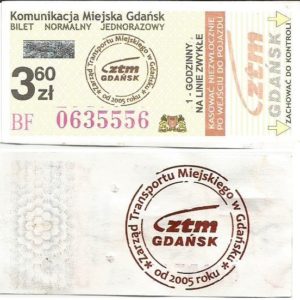 Komunikacja Miejska Gdańsk
BILET NORMALNY JEDNORAZOWY
3,60
zł
Zarząd Transportu Miejskiego w Gdańsku
ztm
GDAŃSK
od 2005 roku
BF 0635556
1 - GODZINNY
NA LINIE ZWYKŁE
KASOWAĆ NIEZWŁOCZNIE
PO WEJŚCIU DO POJAZDU
ztm
GDAŃSK
ZACHOWAĆ DO KONTROLI
Zarząd Transportu Miejskiego w Gdańsku
ztm
GDAŃSK
od 2005 roku